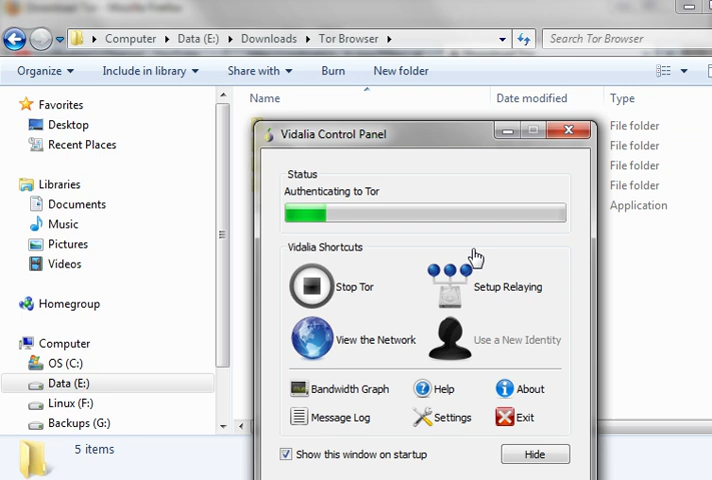 Download Tor - Mozilla Firefox
Computer Data (E:) Downloads Tor Browser Search Tor Browser
Organize Include in library Share with Burn New folder
Favorites
Desktop
Recent Places
Libraries
Documents
Music
Pictures
Videos
Homegroup
Computer
OS (C:)
Data (E:)
Linux (F:)
Backups (G:)
Name Date modified Type
File folder
File folder
File folder
File folder
Application
Vidalia Control Panel
Status
Authenticating to Tor
Vidalia Shortcuts
Stop Tor Setup Relaying
View the Network Use a New Identity
Bandwidth Graph Help About
Message Log Settings Exit
Show this window on startup Hide
5 items